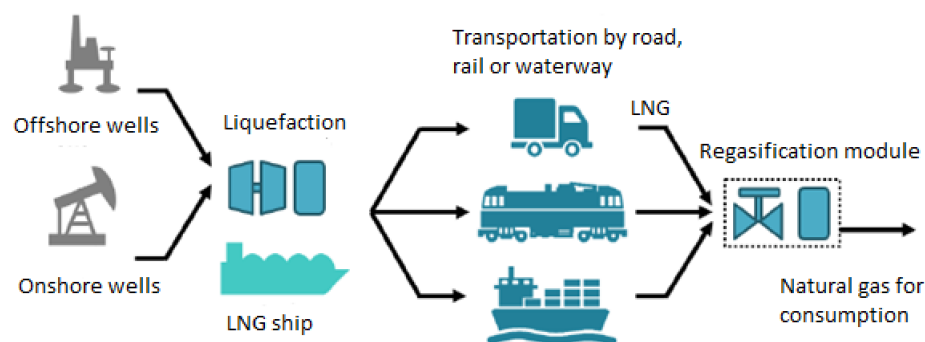 Offshore wells
Onshore wells
Liquefaction
LNG ship
Transportation by road,
rail or waterway
LNG
Regasification module
Natural gas for
consumption